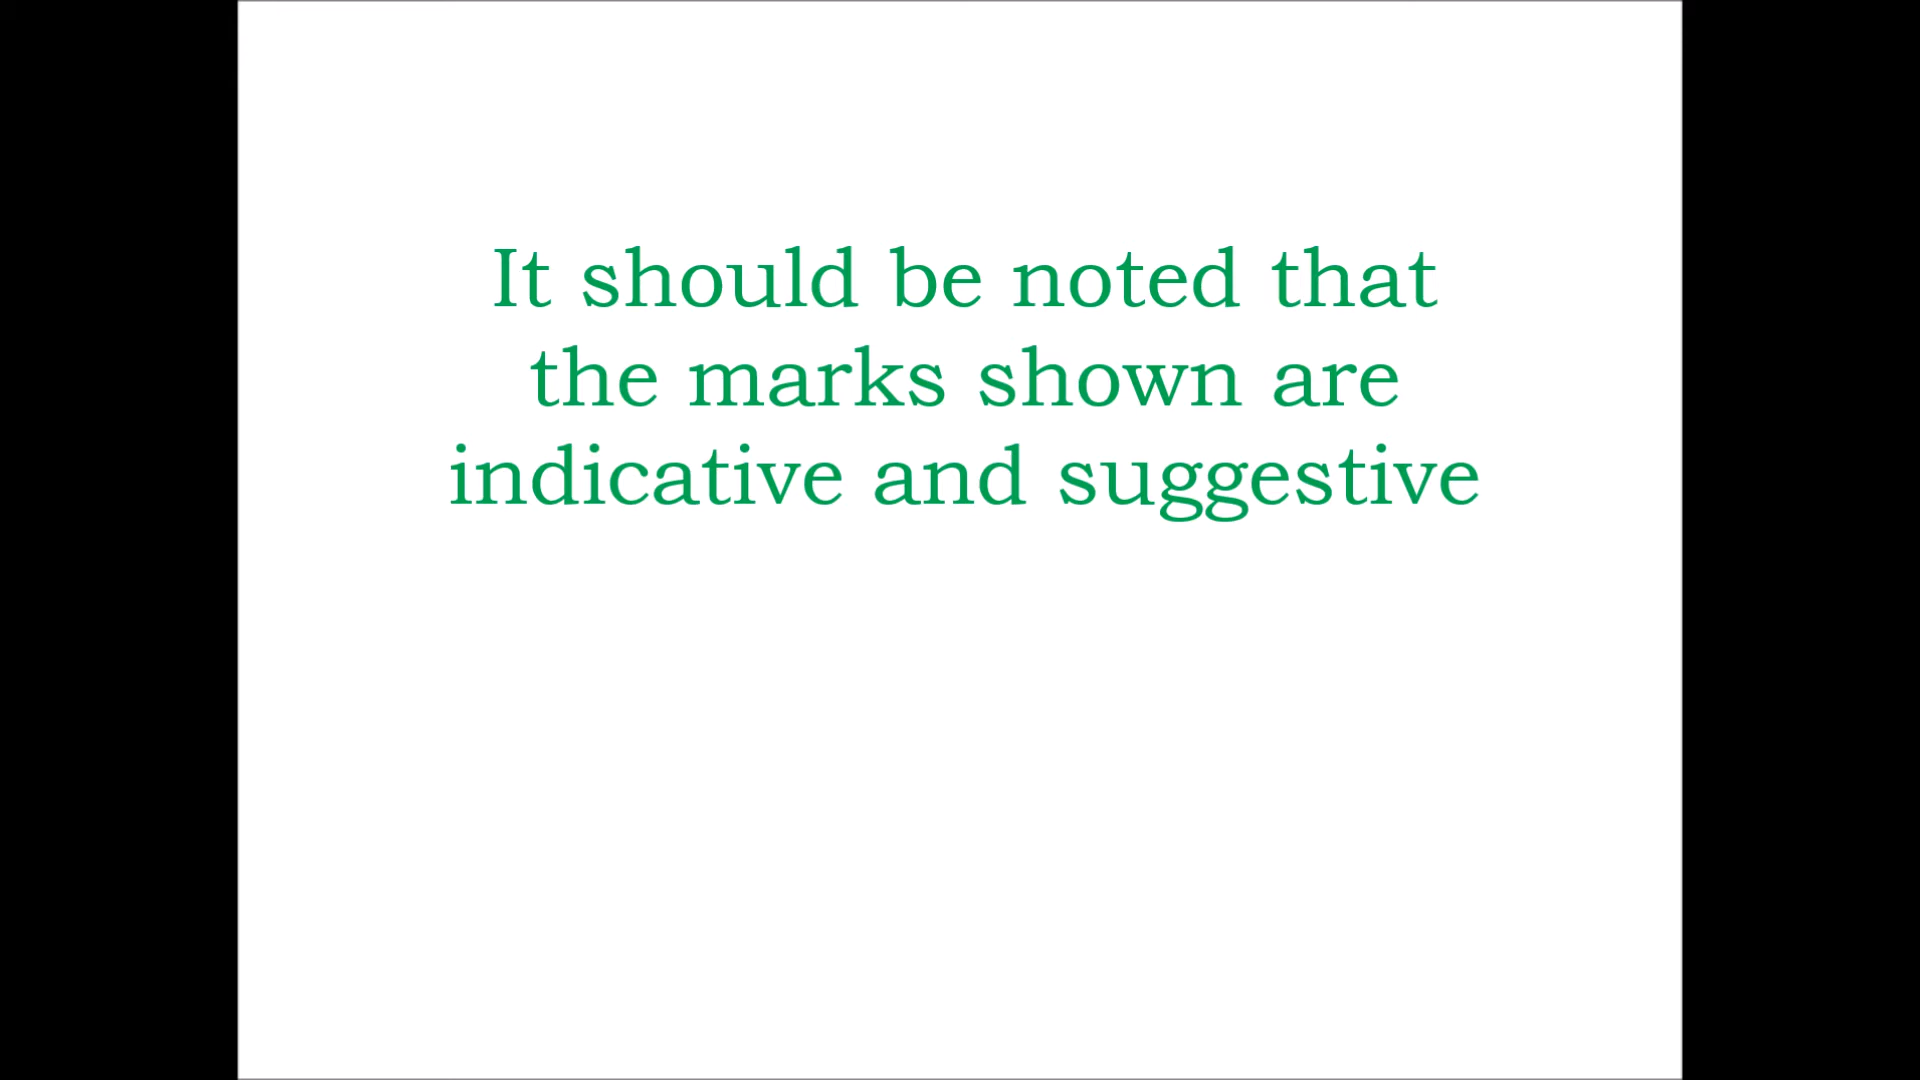 It should be noted that
the marks shown are
indicative and suggestive